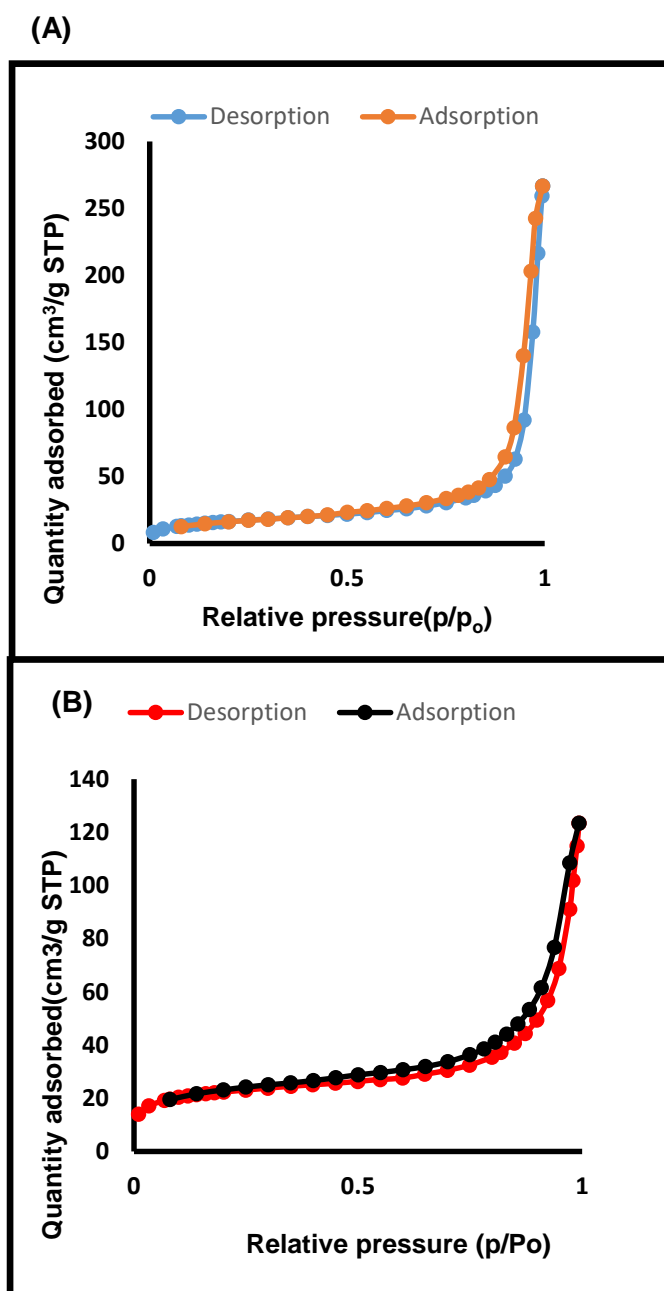 (A)
Desorption Adsorption
300
250
200
150
100
50
0
0 0.5 1
Quantity adsorbed (cm³/g STP)
Relative pressure(p/pₒ)
(B)
Desorption Adsorption
140
120
100
80
60
40
20
0
0 0.5 1
Quantity adsorbed(cm3/g STP)
Relative pressure (p/Po)